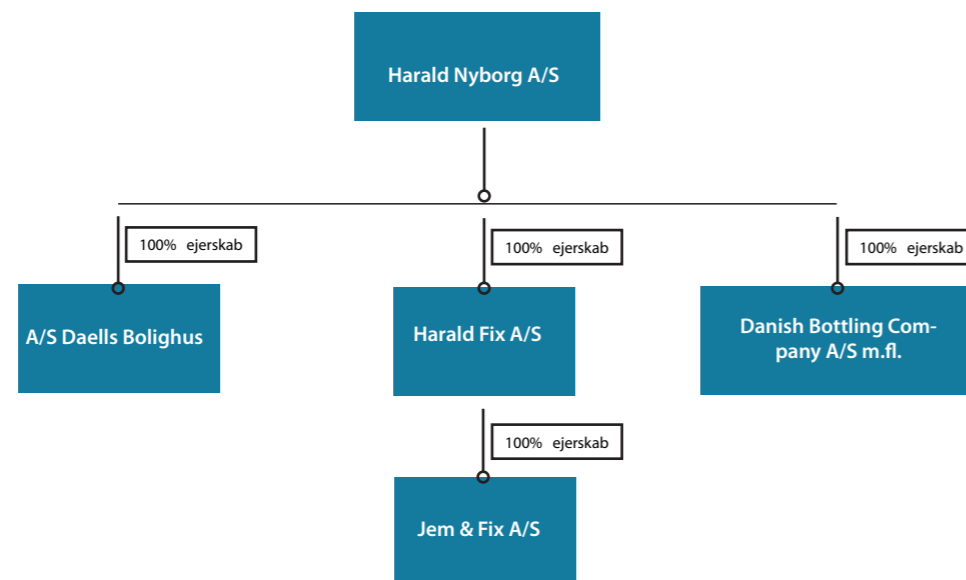 Harald Nyborg A/S
100% ejerskab
100% ejerskab
100% ejerskab
A/S Daells Bolighus
Harald Fix A/S
Danish Bottling Com-
pany A/S m.fl.
100% ejerskab
Jem & Fix A/S